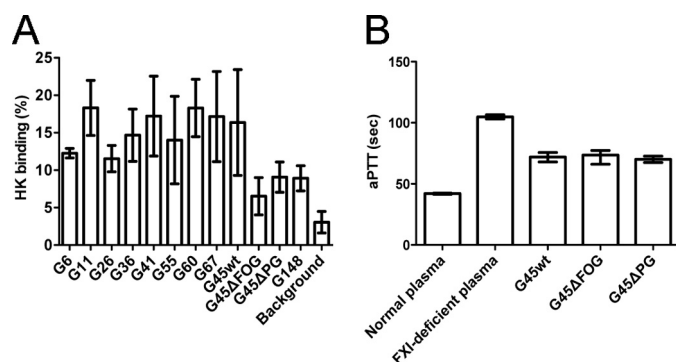 A
HK binding (%)
25
20
15
10
5
0
G6
G11
G26
G36
G41
G55
G60
G67
G45wt
G45ΔFOG
G45ΔPG
G148
Background
B
aPTT (sec)
150
100
50
0
Normal plasma
FXI-deficient plasma
G45wt
G45ΔFOG
G45ΔPG